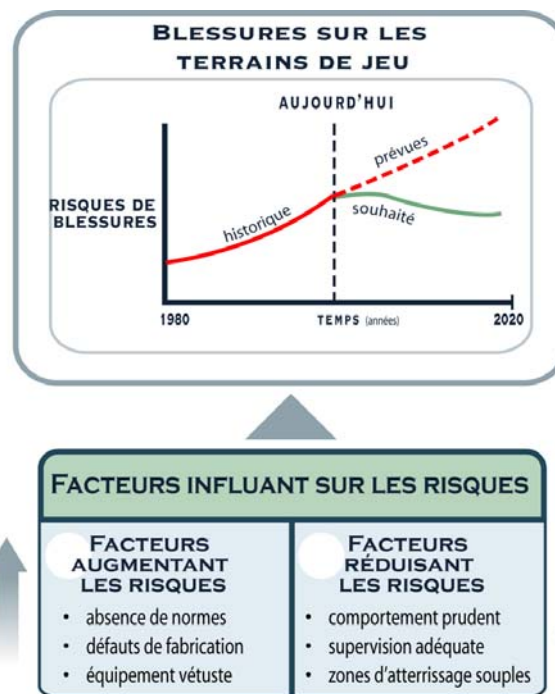 BLESSURES SUR LES
TERRAINS DE JEU
AUJOURD'HUI
prévues
RISQUES DE
BLESSURES
historique
souhaité
1980
TEMPS (années)
2020
FACTEURS INFLUANT SUR LES RISQUES
FACTEURS
AUGMENTANT
LES RISQUES
• absence de normes
• défauts de fabrication
• équipement vétuste
FACTEURS
RÉDUISANT
LES RISQUES
• comportement prudent
• supervision adéquate
• zones d'atterrissage souples